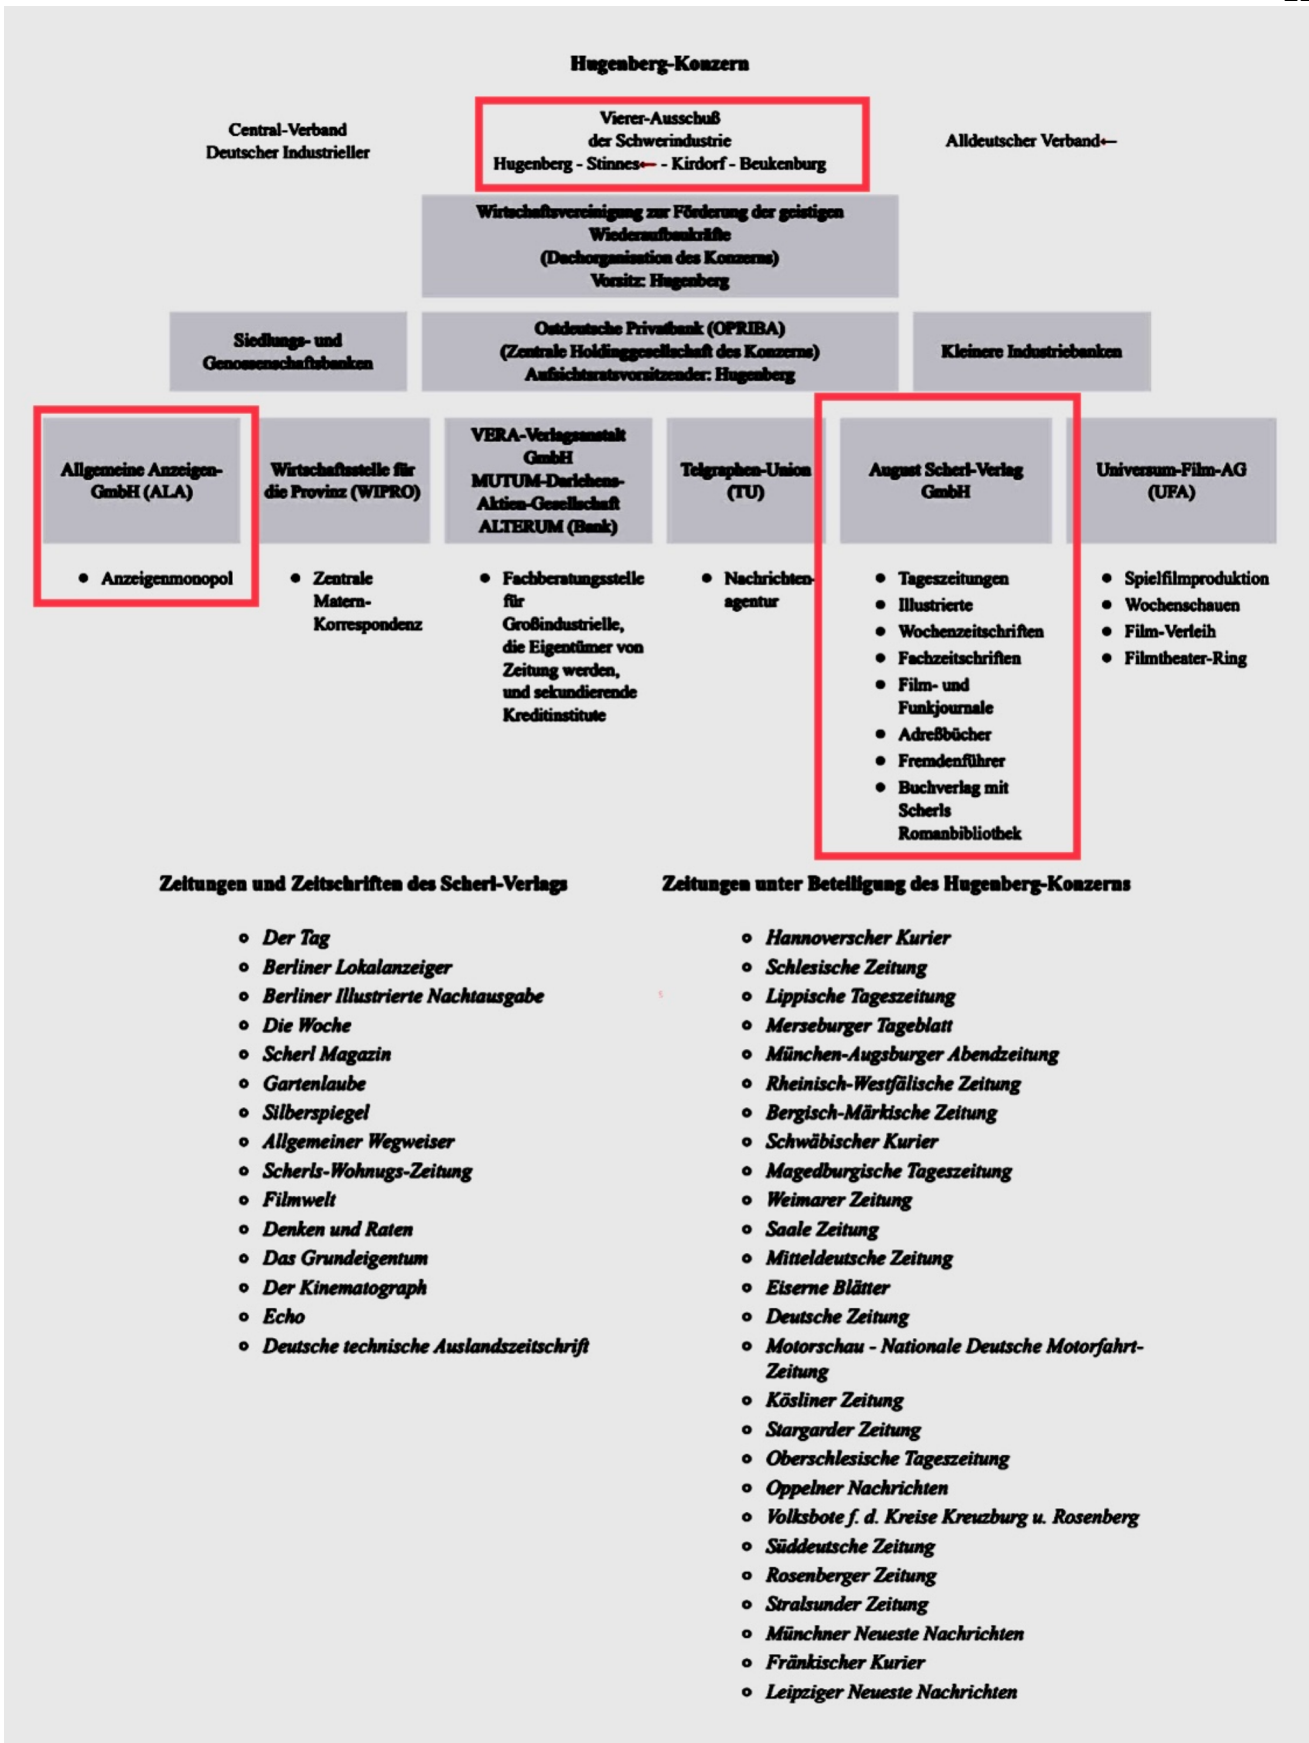 Hugenberg-Konzern
Central-Verband
Deutscher Industrieller
Vierer-Ausschuß
der Schwerindustrie
Hugenberg - Stinnes← - Kirdorf - Beukenburg
Alldeutscher Verband←
Wirtschaftsvereinigung zur Förderung der geistigen
Wiederaufbaukräfte
(Dachorganisation des Konzerns)
Vorsitz: Hugenberg
Siedlungs- und
Genossenschaftsbanken
Ostdeutsche Privatbank (OPRIBA)
(Zentrale Holdinggesellschaft des Konzerns)
Aufsichtsratsvorsitzender: Hugenberg
Kleinere Industriebanken
Allgemeine Anzeigen-
GmbH (ALA)
• Anzeigenmonopol
Wirtschaftsstelle für
die Provinz (WIPRO)
• Zentrale
Matern-
Korrespondenz
VERA-Verlagsanstalt
GmbH
MUTUM-Darlehens-
Aktien-Gesellschaft
ALTERUM (Bank)
• Fachberatungsstelle
für
Großindustrielle,
die Eigentümer von
Zeitung werden,
und sekundierende
Kreditinstitute
Telgraphen-Union
(TU)
• Nachrichten-
agentur
August Scherl-Verlag
GmbH
• Tageszeitungen
• Illustrierte
• Wochenzeitschriften
• Fachzeitschriften
• Film- und
Funkjournale
• Adreßbücher
• Fremdenführer
• Buchverlag mit
Scherls
Romanbibliothek
Universum-Film-AG
(UFA)
• Spielfilmproduktion
• Wochenschauen
• Film-Verleih
• Filmtheater-Ring
Zeitungen und Zeitschriften des Scherl-Verlags
Der Tag
Berliner Lokalanzeiger
Berliner Illustrierte Nachtausgabe
Die Woche
Scherl Magazin
Gartenlaube
Silberspiegel
Allgemeiner Wegweiser
Scherls-Wohnugs-Zeitung
Filmwelt
Denken und Raten
Das Grundeigentum
Der Kinematograph
Echo
Deutsche technische Auslandszeitschrift
Zeitungen unter Beteiligung des Hugenberg-Konzerns
Hannoverscher Kurier
Schlesische Zeitung
Lippische Tageszeitung
Merseburger Tageblatt
München-Augsburger Abendzeitung
Rheinisch-Westfälische Zeitung
Bergisch-Märkische Zeitung
Schwäbischer Kurier
Magedburgische Tageszeitung
Weimarer Zeitung
Saale Zeitung
Mitteldeutsche Zeitung
Eiserne Blätter
Deutsche Zeitung
Motorschau - Nationale Deutsche Motorfahrt-
Zeitung
Kösliner Zeitung
Stargarder Zeitung
Oberschlesische Tageszeitung
Oppelner Nachrichten
Volksbote f. d. Kreise Kreuzburg u. Rosenberg
Süddeutsche Zeitung
Rosenberger Zeitung
Stralsunder Zeitung
Münchner Neueste Nachrichten
Fränkischer Kurier
Leipziger Neueste Nachrichten